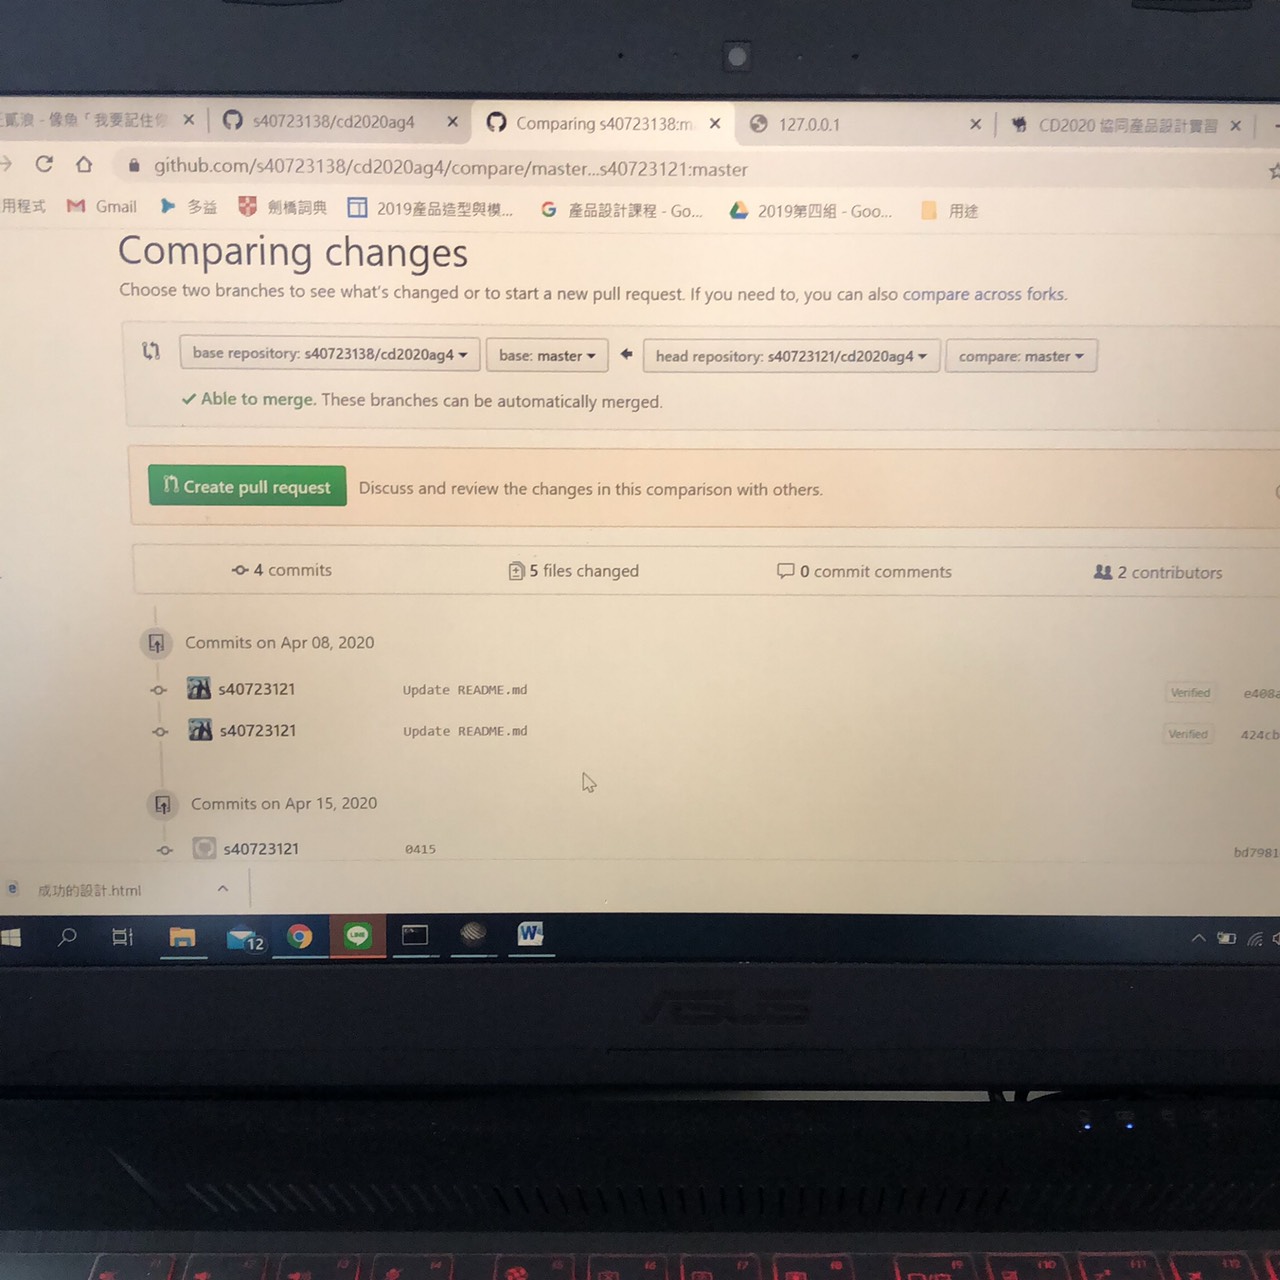 貳浪 - 像魚「我要記住你
s40723138/cd2020ag4
Comparing s40723138:m
127.0.0.1
CD2020 協同產品設計實習
github.com/s40723138/cd2020ag4/compare/master...s40723121:master
用程式
Gmail
多益
劍橋詞典
2019產品造型與模...
產品設計課程 - Go...
2019第四組 - Goo...
用途
Comparing changes
Choose two branches to see what's changed or to start a new pull request. If you need to, you can also compare across forks.
base repository: s40723138/cd2020ag4
base: master
head repository: s40723121/cd2020ag4
compare: master
Able to merge. These branches can be automatically merged.
Create pull request
Discuss and review the changes in this comparison with others.
4 commits
5 files changed
0 commit comments
2 contributors
Commits on Apr 08, 2020
s40723121
Update README.md
Verified
e408a
s40723121
Update README.md
Verified
424cb
Commits on Apr 15, 2020
s40723121
0415
bd7981
成功的設計.html
12
LINE
W
ASUS